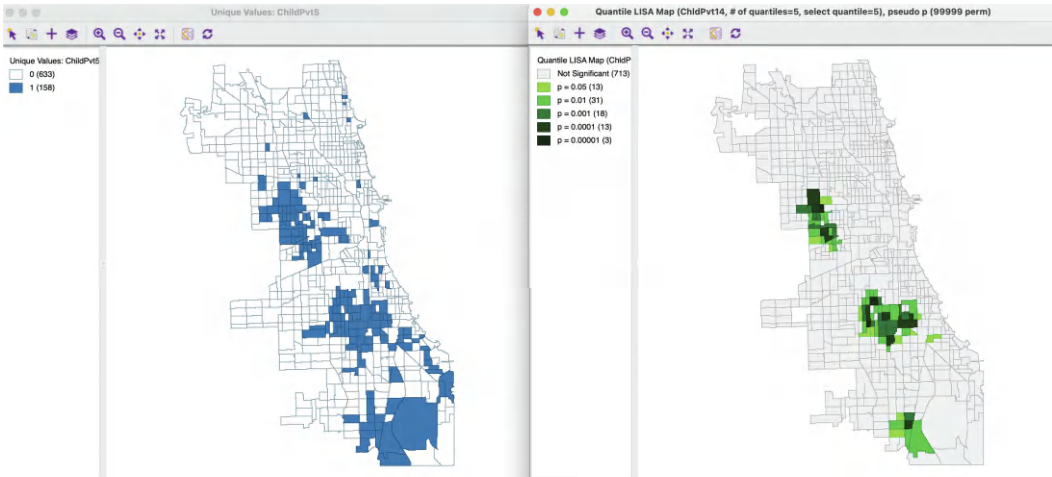 Unique Values: ChildPvt5
Unique Values: ChildPvt5
0 (633)
1 (158)
Quantile LISA Map (ChldPvt14, # of quantiles=5, select quantile=5), pseudo p (99999 perm)
Quantile LISA Map (ChldP
Not Significant (713)
p = 0.05 (13)
p = 0.01 (31)
p = 0.001 (18)
p = 0.0001 (13)
p = 0.00001 (3)